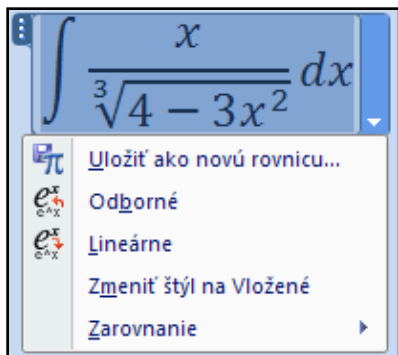 ∫ x / ∛(4 − 3x²) dx
Uložiť ako novú rovnicu...
Odborné
Lineárne
Zmeniť štýl na Vložené
Zarovnanie